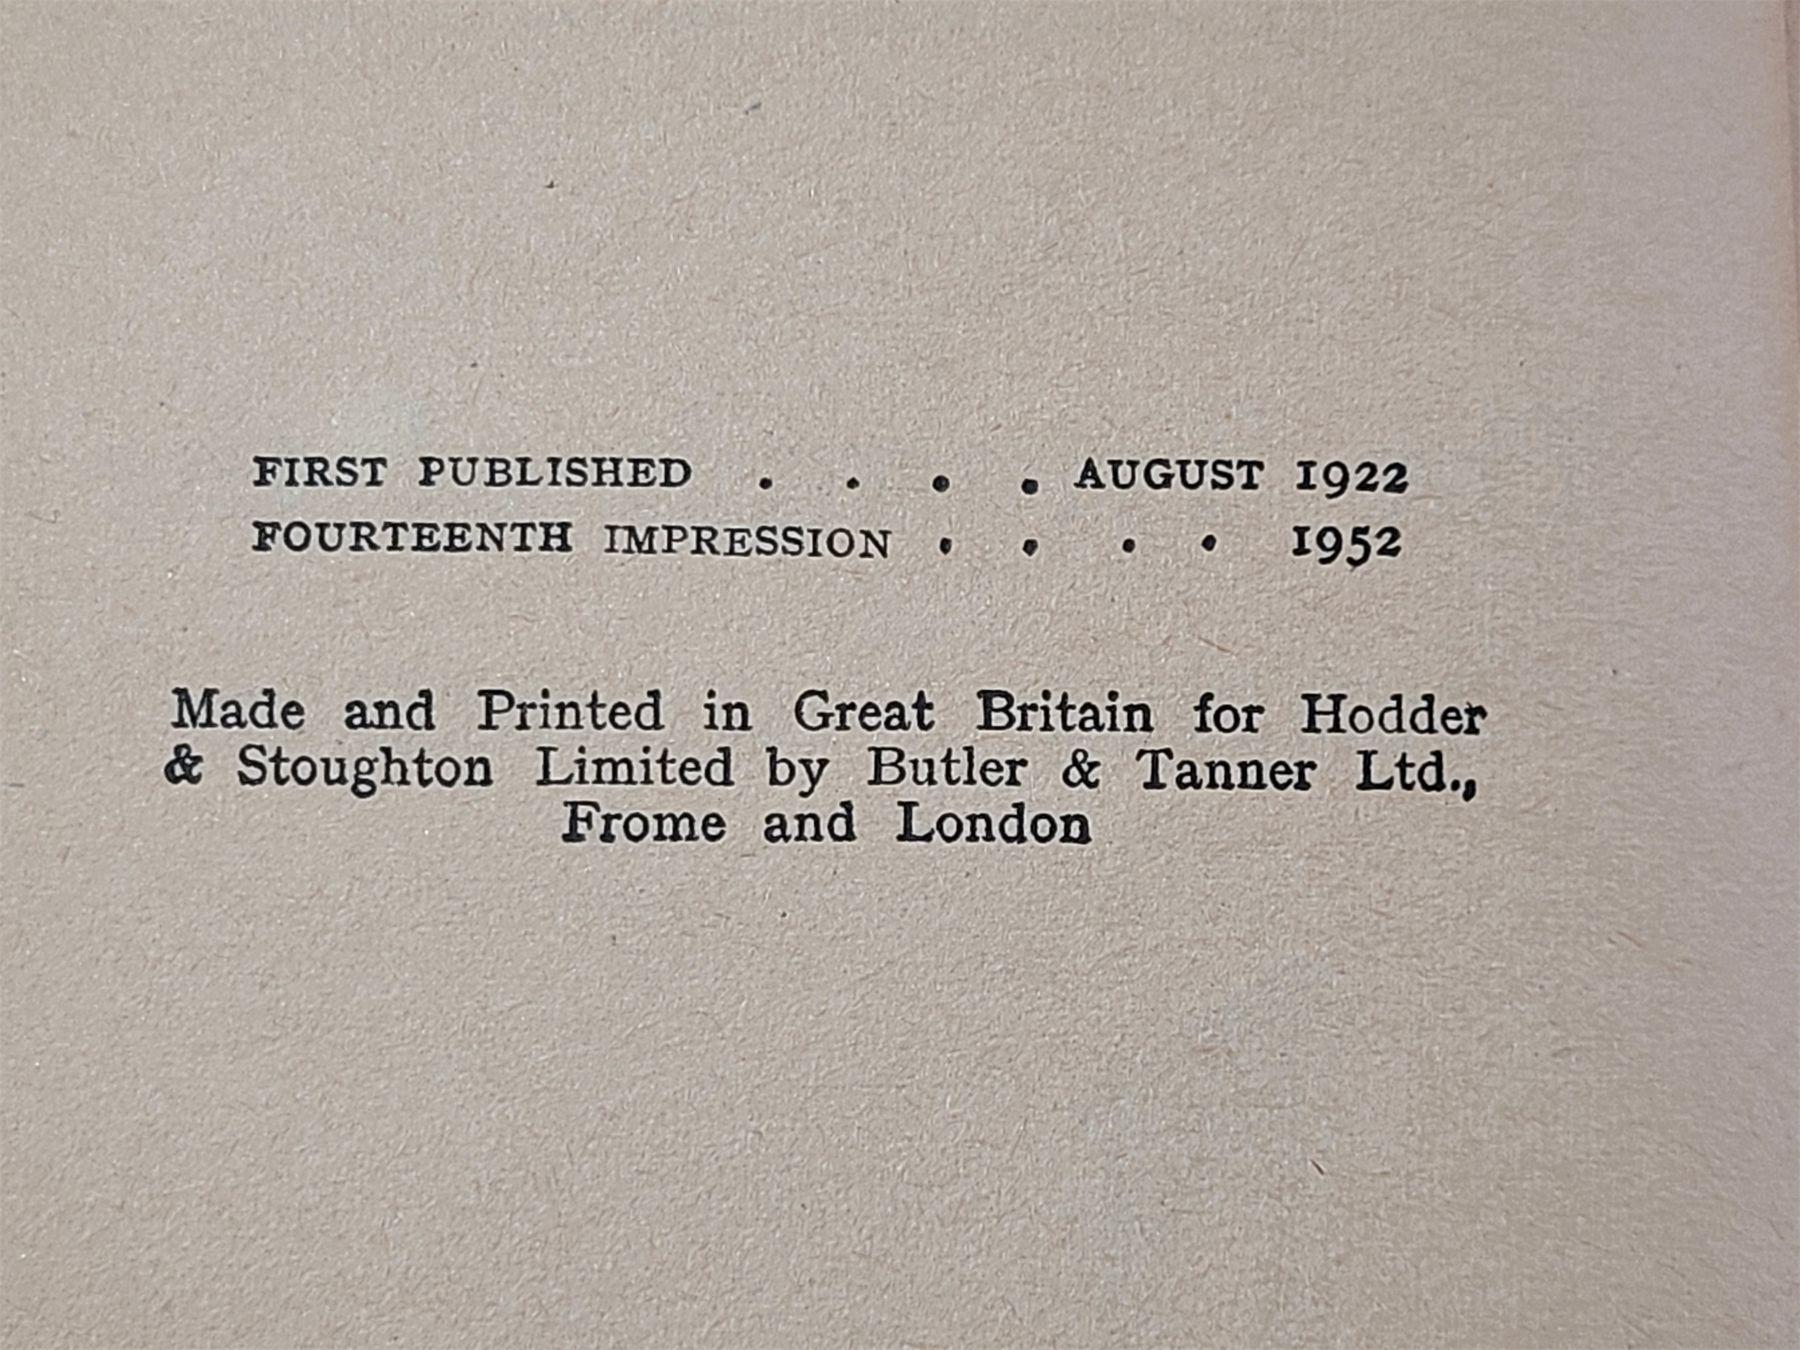 FIRST PUBLISHED . . . . AUGUST 1922
FOURTEENTH IMPRESSION . . . . 1952
Made and Printed in Great Britain for Hodder
& Stoughton Limited by Butler & Tanner Ltd.,
Frome and London